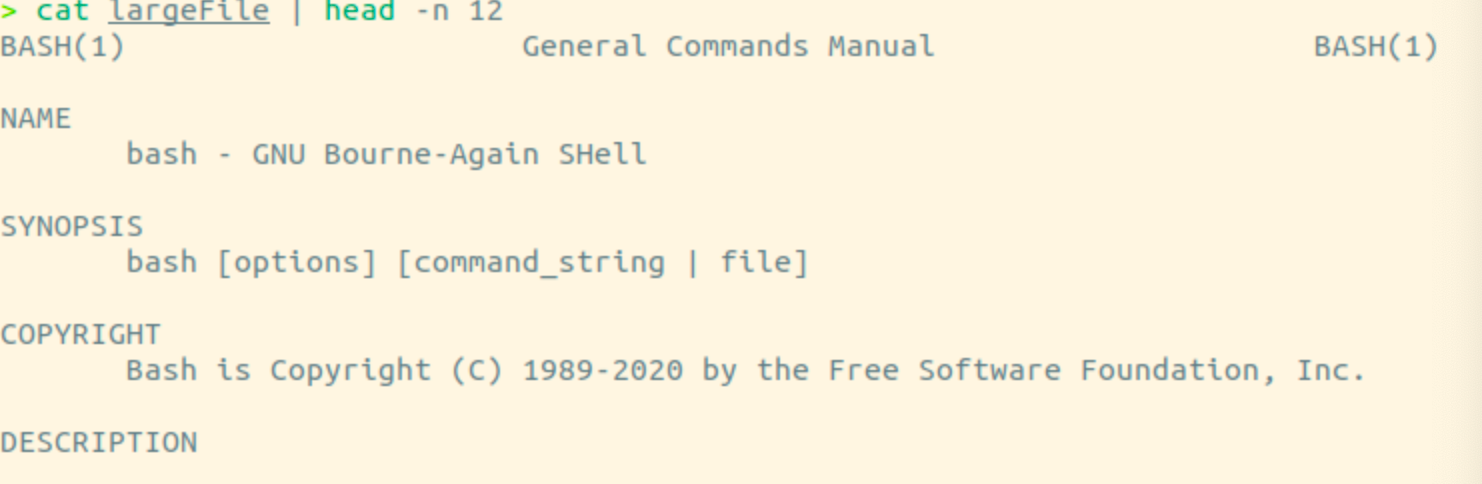 > cat largeFile | head -n 12
BASH(1)                      General Commands Manual                     BASH(1)
NAME
       bash - GNU Bourne-Again SHell
SYNOPSIS
       bash [options] [command_string | file]
COPYRIGHT
       Bash is Copyright (C) 1989-2020 by the Free Software Foundation, Inc.
DESCRIPTION